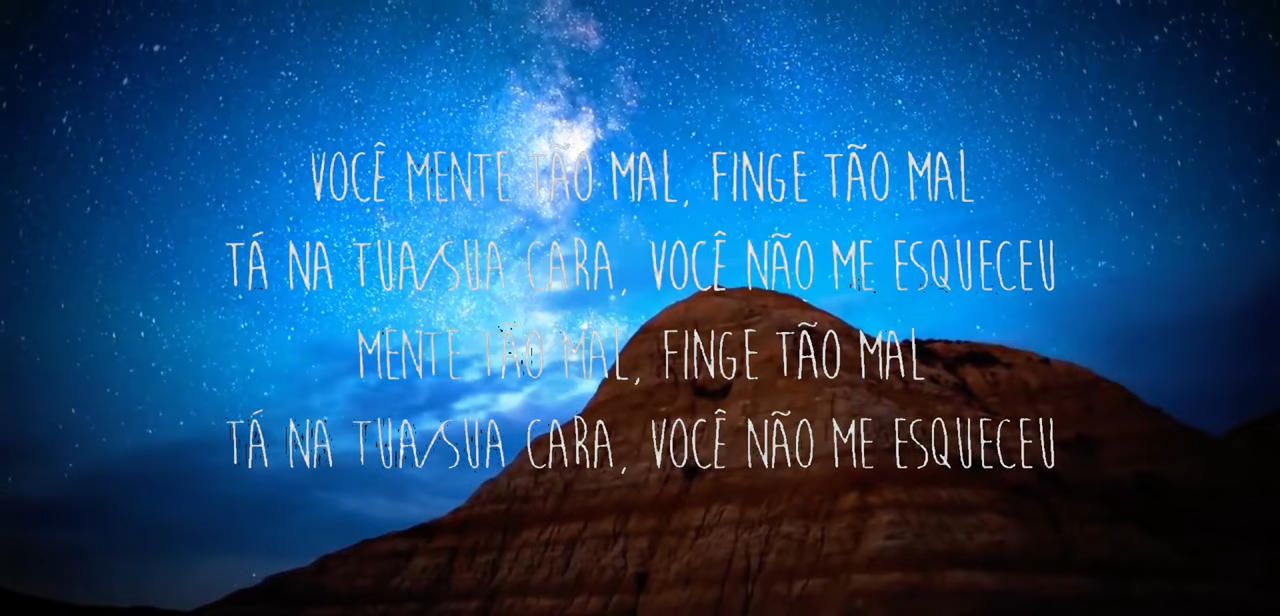 VOCÊ MENTE TÃO MAL, FINGE TÃO MAL
TÁ NA TUA/SUA CARA, VOCÊ NÃO ME ESQUECEU
MENTE TÃO MAL, FINGE TÃO MAL
TÁ NA TUA/SUA CARA, VOCÊ NÃO ME ESQUECEU